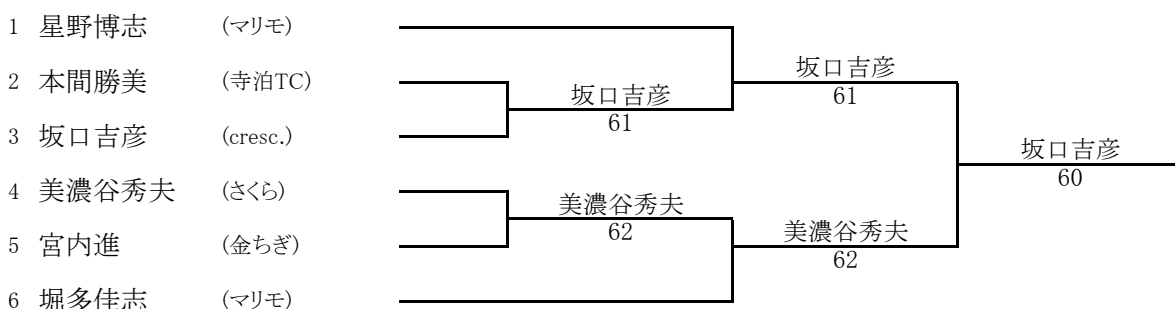 1 星野博志 (マリモ)
2 本間勝美 (寺泊TC)
3 坂口吉彦 (cresc.)
4 美濃谷秀夫 (さくら)
5 宮内進 (金ちぎ)
6 堀多佳志 (マリモ)
坂口吉彦
61
美濃谷秀夫
62
坂口吉彦
61
美濃谷秀夫
62
坂口吉彦
60